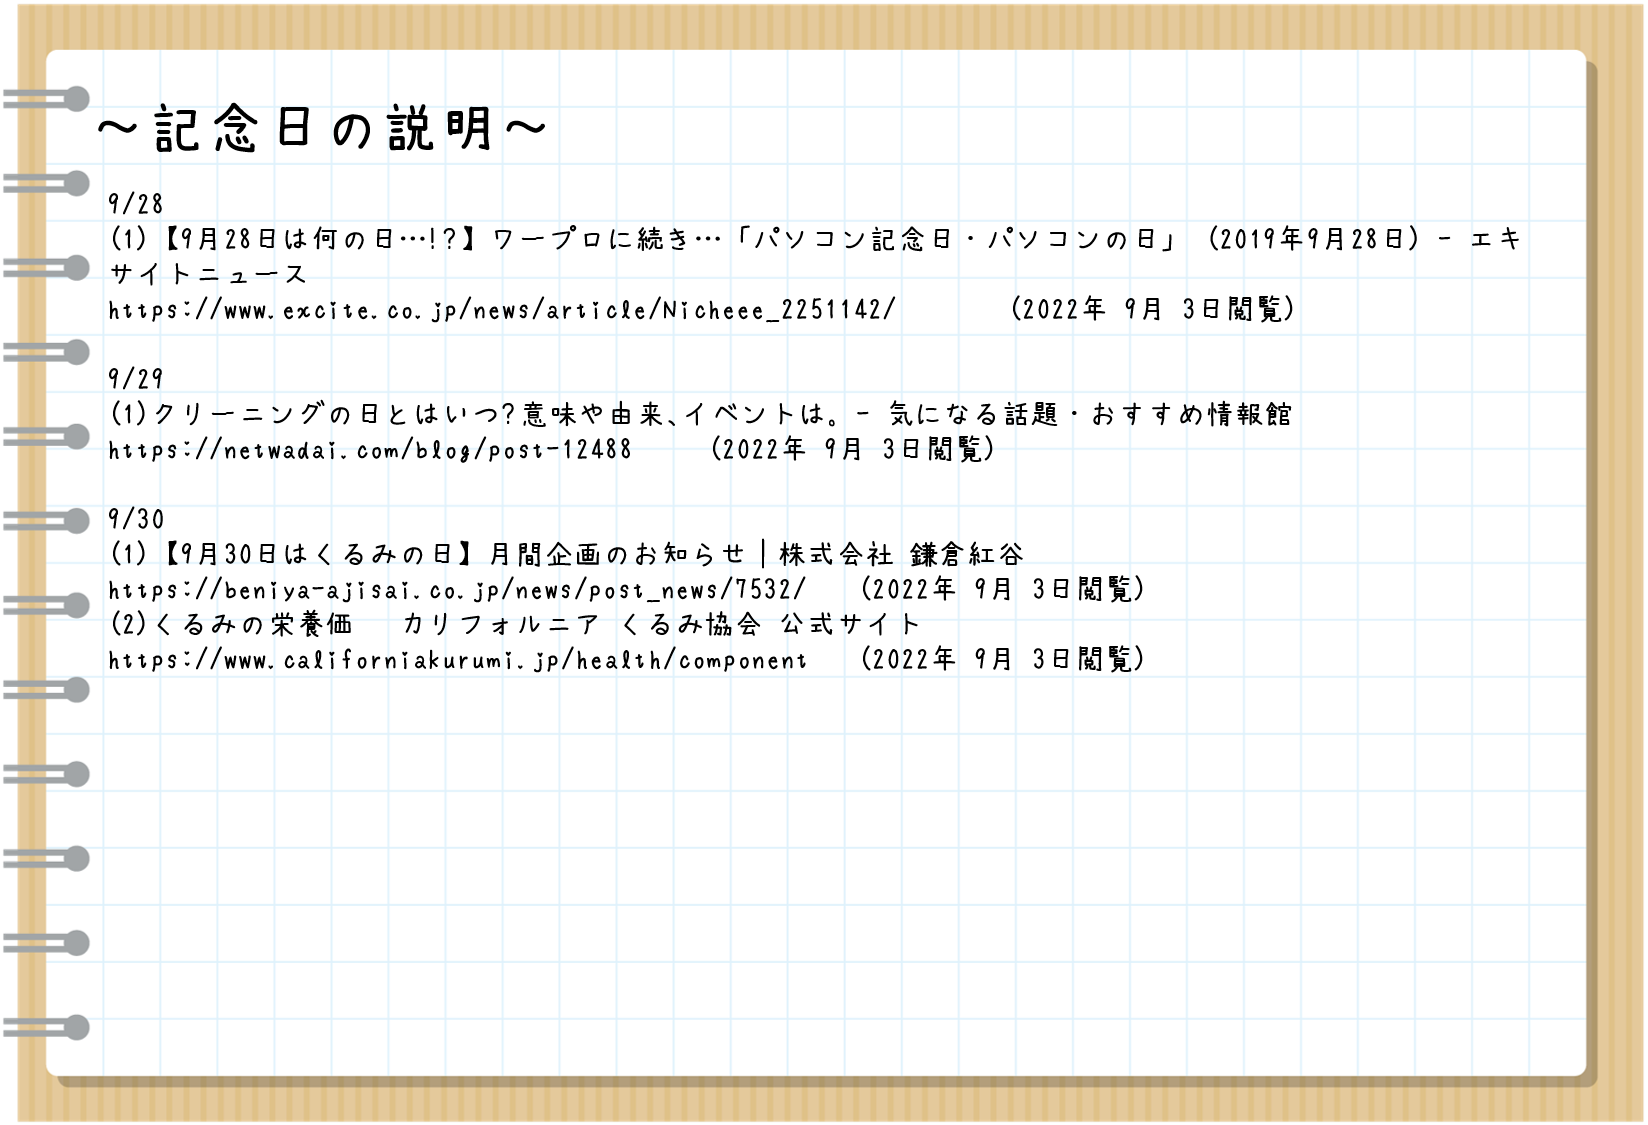 ～記念日の説明～
9/28
(1)【9月28日は何の日…!?】ワープロに続き…「パソコン記念日・パソコンの日」 (2019年9月28日) - エキ
サイトニュース
https://www.excite.co.jp/news/article/Nicheee_2251142/ (2022年 9月 3日閲覧)
9/29
(1)クリーニングの日とはいつ?意味や由来、イベントは。 - 気になる話題・おすすめ情報館
https://netwadai.com/blog/post-12488 (2022年 9月 3日閲覧)
9/30
(1)【9月30日はくるみの日】月間企画のお知らせ｜株式会社 鎌倉紅谷
https://beniya-ajisai.co.jp/news/post_news/7532/ (2022年 9月 3日閲覧)
(2)くるみの栄養価 カリフォルニア くるみ協会 公式サイト
https://www.californiakurumi.jp/health/component (2022年 9月 3日閲覧)